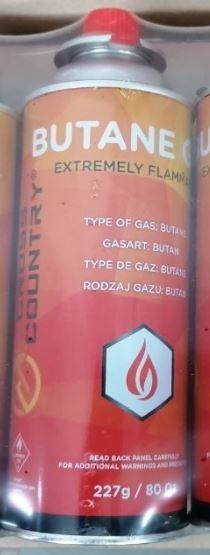 BUTANE G
EXTREMELY FLAMMA
CROSS
COUNTRY®
TYPE OF GAS: BUTANE
GASART: BUTAN
TYPE DE GAZ: BUTANE
RODZAJ GAZU: BUTAN
READ BACK PANEL CAREFULLY
FOR ADDITIONAL WARNINGS AND
227g / 80